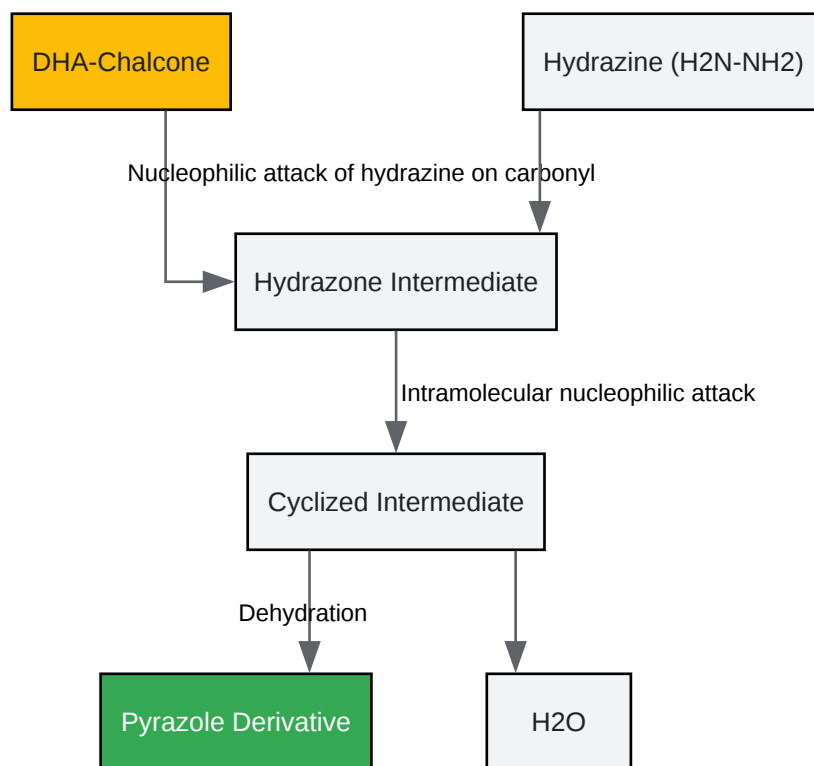 DHA-Chalcone
Hydrazine (H2N-NH2)
Nucleophilic attack of hydrazine on carbonyl
Hydrazone Intermediate
Intramolecular nucleophilic attack
Cyclized Intermediate
Dehydration
Pyrazole Derivative
H2O